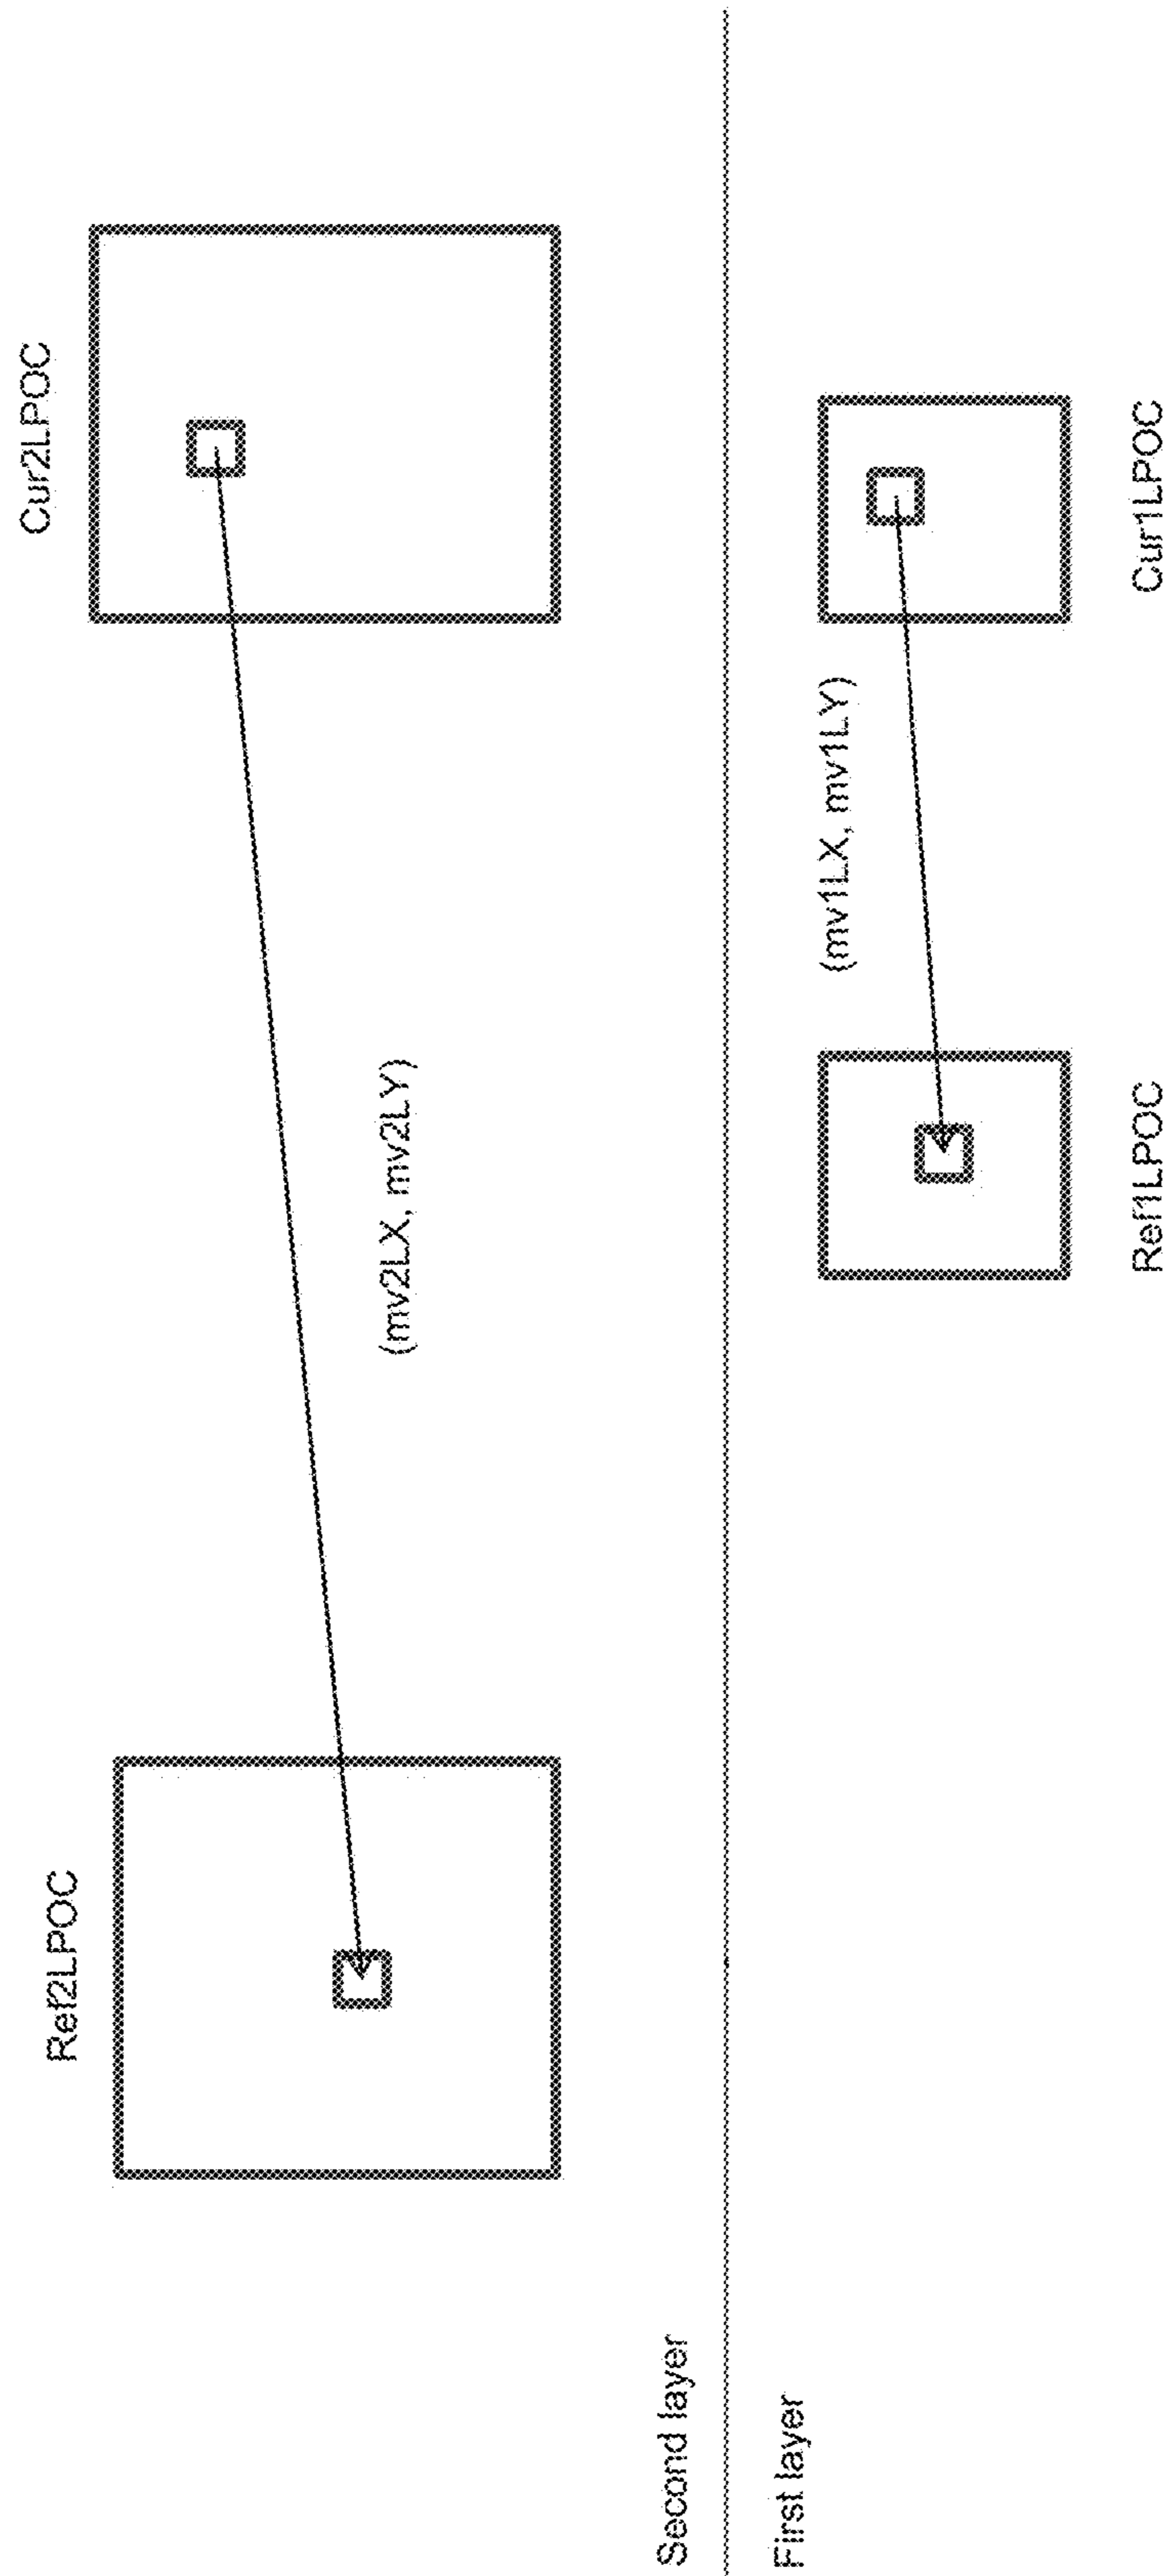 Ref2LPOC
Cur2LPOC
(mv2LX, mv2LY)
Second layer
First layer
(mv1LX, mv1LY)
Ref1LPOC
Cur1LPOC